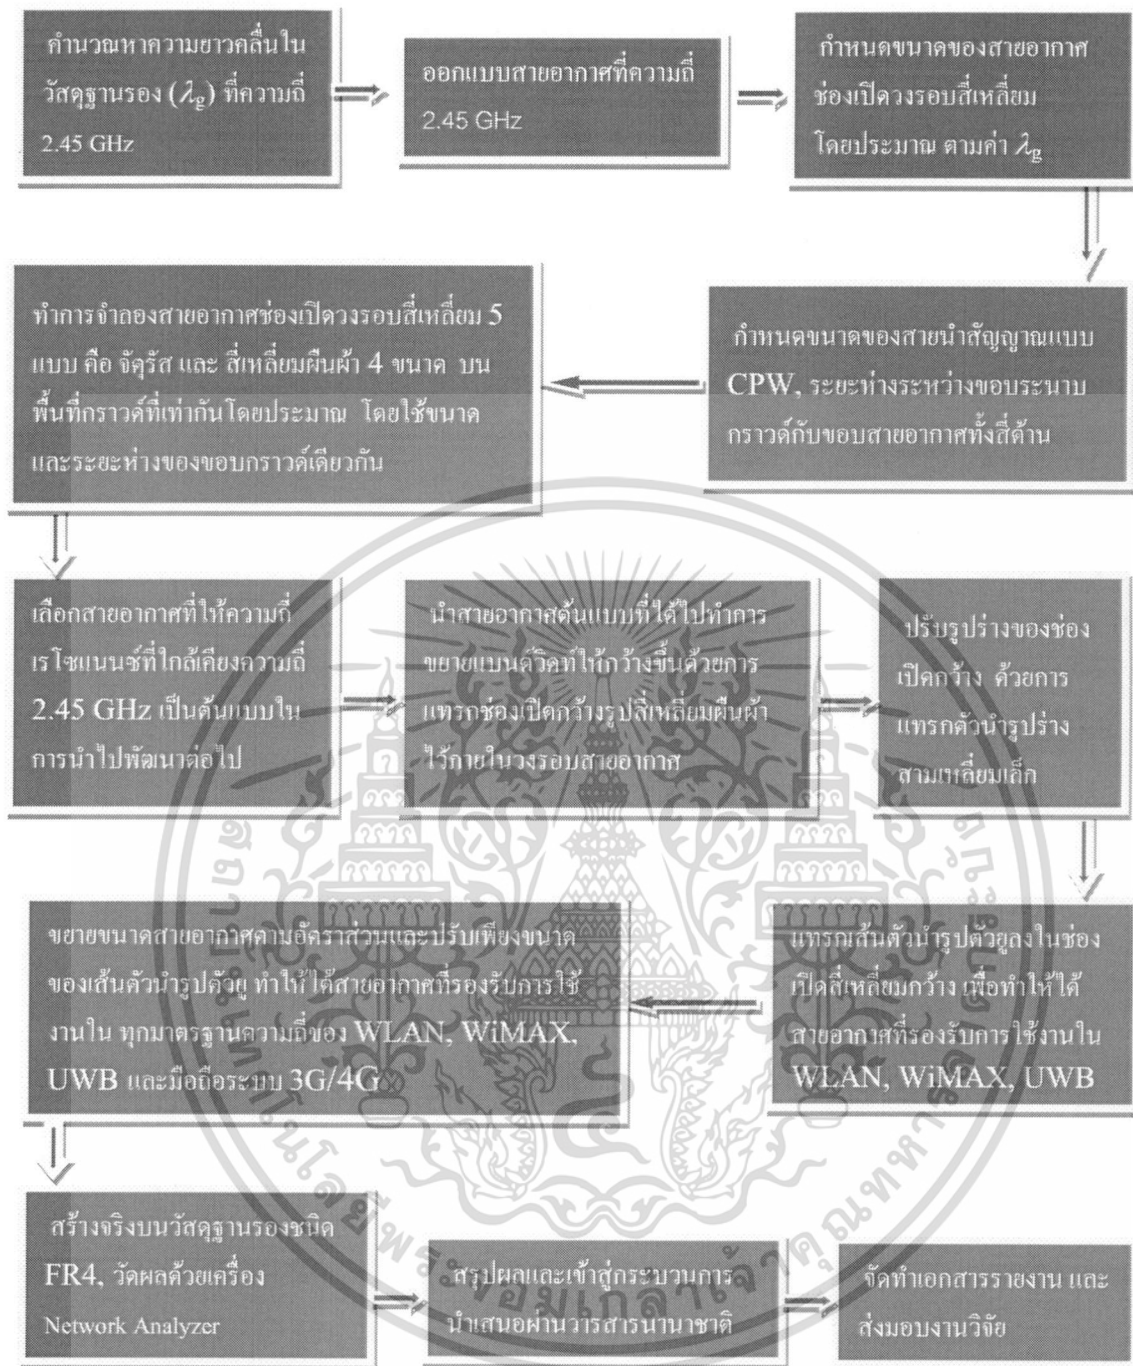 คำนวณหาความยาวคลื่นใน
วัสดุฐานรอง (λg) ที่ความถี่
2.45 GHz
ออกแบบสายอากาศที่ความถี่
2.45 GHz
กำหนดขนาดของสายอากาศ
ช่องเปิดวงรอบสี่เหลี่ยม
โดยประมาณ ตามค่า λg
กำหนดขนาดของสายนำสัญญาณแบบ
CPW, ระยะห่างระหว่างขอบระนาบ
กราวด์กับขอบสายอากาศทั้งสี่ด้าน
ทำการจำลองสายอากาศช่องเปิดวงรอบสี่เหลี่ยม 5
แบบ คือ จัตุรัส และ สี่เหลี่ยมผืนผ้า 4 ขนาด บน
พื้นที่กราวด์ที่เท่ากันโดยประมาณ โดยใช้ขนาด
และระยะห่างของขอบกราวด์เดียวกัน
เลือกสายอากาศที่ให้ความถี่
เรโซแนนซ์ที่ใกล้เคียงความถี่
2.45 GHz เป็นต้นแบบใน
การนำไปพัฒนาต่อไป
นำสายอากาศต้นแบบที่ได้ไปทำการ
ขยายแบนด์วิดท์ให้กว้างขึ้นด้วยการ
แทรกช่องเปิดกว้างรูปสี่เหลี่ยมผืนผ้า
ไว้ภายในวงรอบสายอากาศ
ปรับรูปร่างของช่อง
เปิดกว้าง ด้วยการ
แทรกตัวนำรูปร่าง
สามเหลี่ยมเล็ก
แทรกเส้นตัวนำรูปตัวยูลงในช่อง
เปิดสี่เหลี่ยมกว้าง เพื่อทำให้ได้
สายอากาศที่รองรับการใช้งานใน
WLAN, WiMAX, UWB
ขยายขนาดสายอากาศตามอัตราส่วนและปรับเพียงขนาด
ของเส้นตัวนำรูปตัวยู ทำให้ได้สายอากาศที่รองรับการใช้
งานใน ทุกมาตรฐานความถี่ของ WLAN, WiMAX,
UWB และมือถือระบบ 3G/4G
สร้างจริงบนวัสดุฐานรองชนิด
FR4, วัดผลด้วยเครื่อง
Network Analyzer
สรุปผลและเข้าสู่กระบวนการ
นำเสนอผ่านวารสารนานาชาติ
จัดทำเอกสารรายงาน และ
ส่งมอบงานวิจัย
สถาบันเทคโนโลยีพระจอมเกล้าเจ้าคุณทหารลาดกระบัง